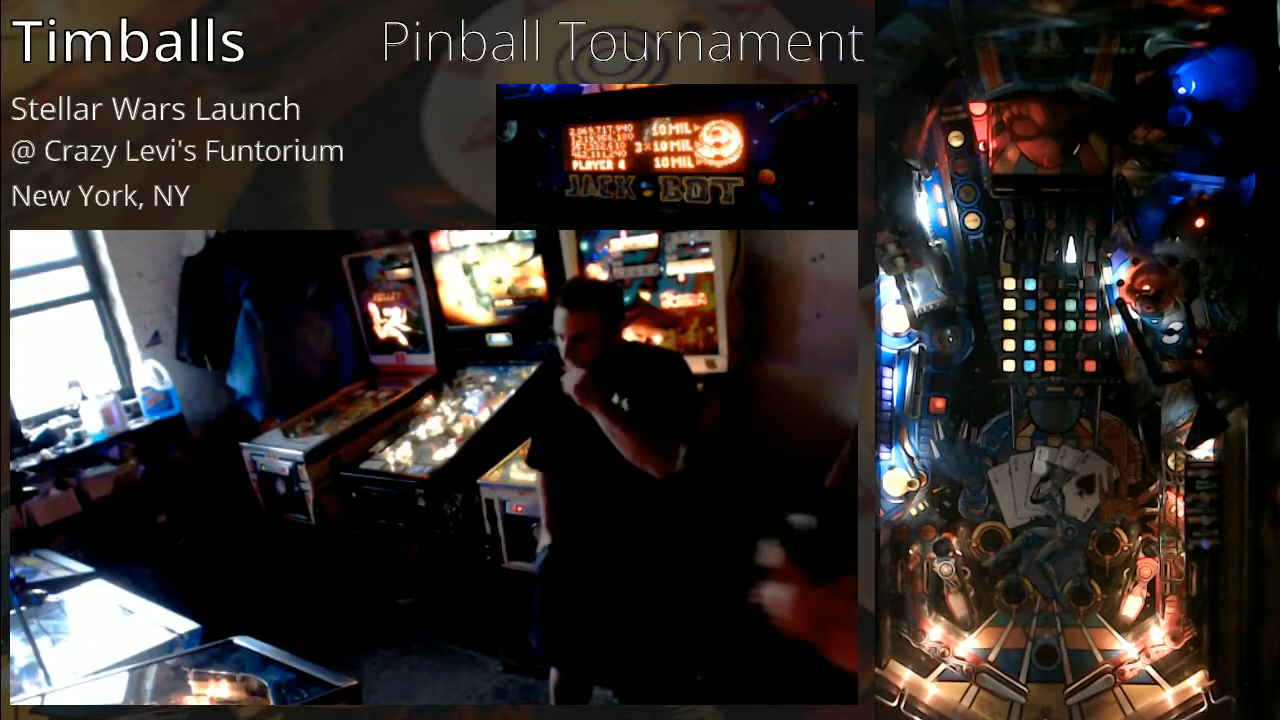 Timballs
Pinball Tournament
Stellar Wars Launch
@ Crazy Levi's Funtorium
New York, NY
10 MIL
3×10 MIL
10 MIL
PLAYER 4
JACK•BOT